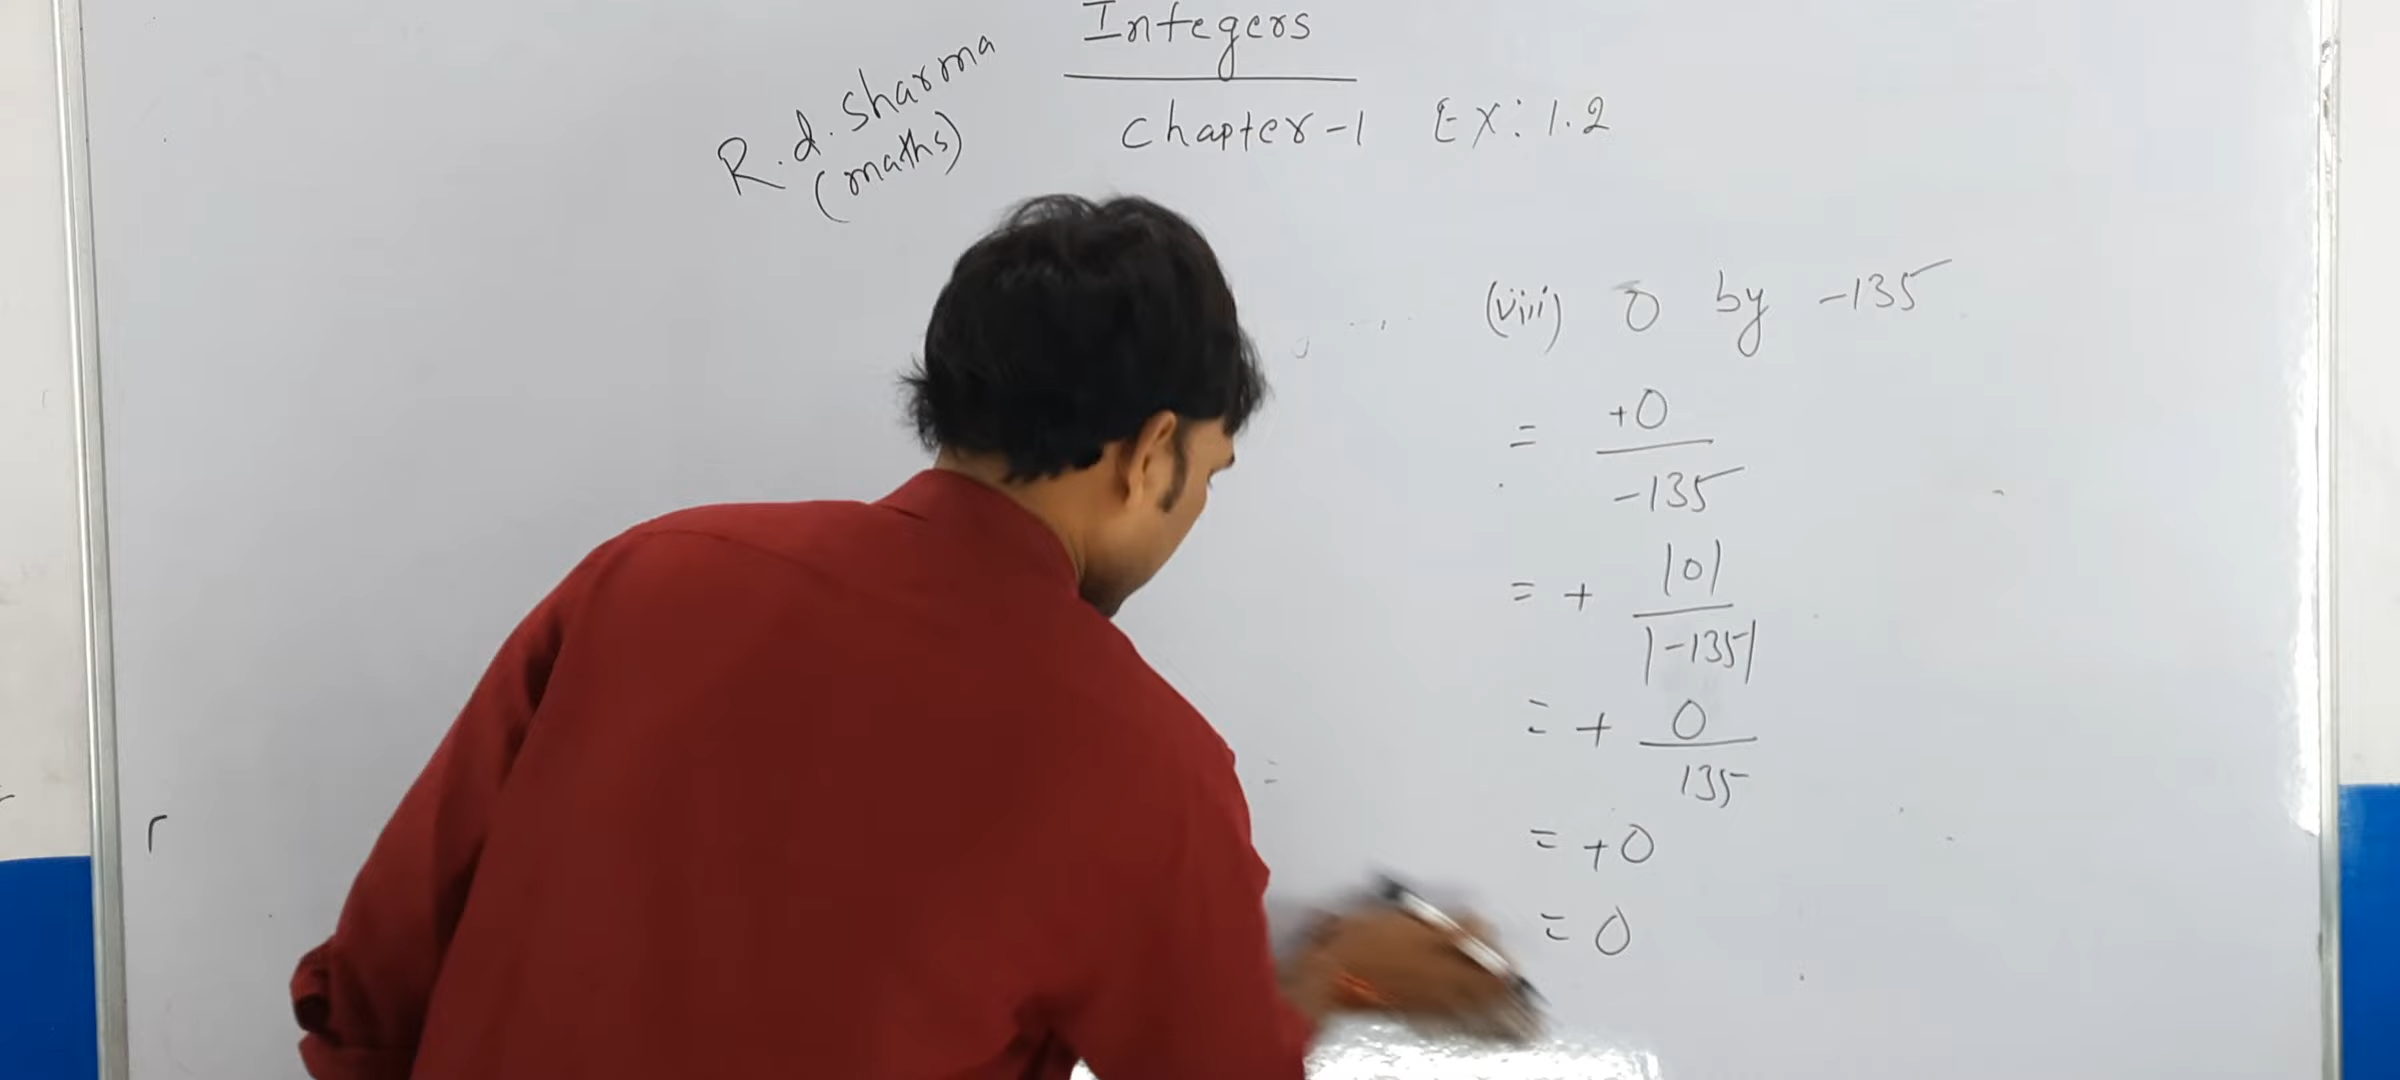 Integers
R.d. Sharma
(maths)
Chapter-1 EX: 1.2
(viii) 0 by -135
= +0 / -135
= + |0| / |-135|
= + 0 / 135
= +0
= 0
=